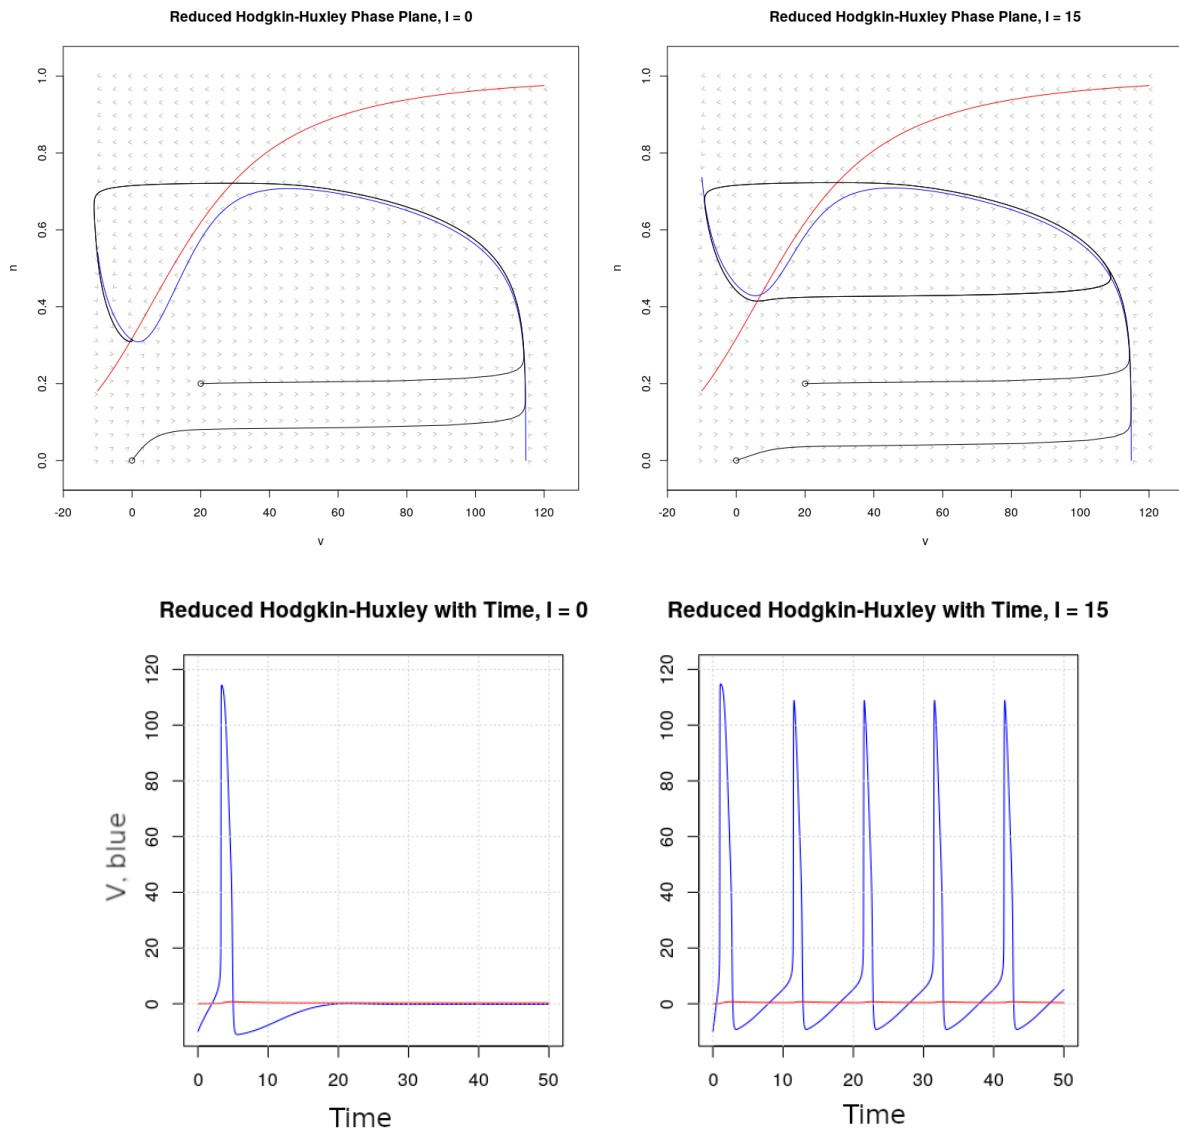 Reduced Hodgkin-Huxley Phase Plane, I = 0
n
1.0
0.8
0.6
0.4
0.2
0.0
-20 0 20 40 60 80 100 120
v
Reduced Hodgkin-Huxley Phase Plane, I = 15
n
1.0
0.8
0.6
0.4
0.2
0.0
-20 0 20 40 60 80 100 120
v
Reduced Hodgkin-Huxley with Time, I = 0
V, blue
120
100
80
60
40
20
0
0 10 20 30 40 50
Time
Reduced Hodgkin-Huxley with Time, I = 15
120
100
80
60
40
20
0
0 10 20 30 40 50
Time